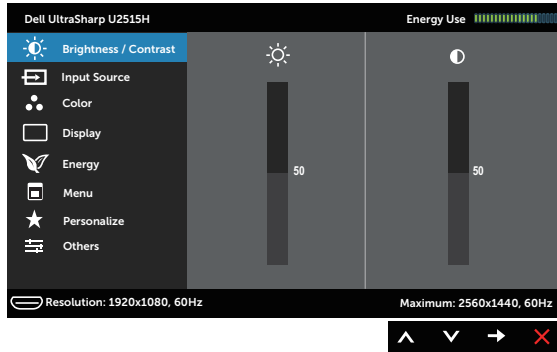 Dell UltraSharp U2515H
Energy Use
Brightness / Contrast
Input Source
Color
Display
Energy
Menu
Personalize
Others
50
50
Resolution: 1920x1080, 60Hz
Maximum: 2560x1440, 60Hz